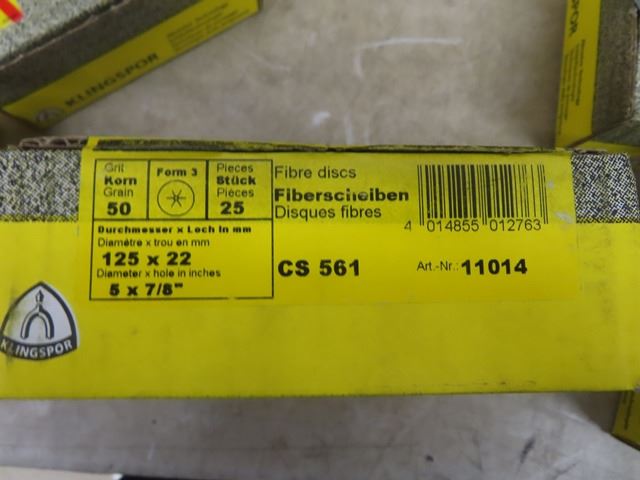 KLINGSPOR
Grit
Korn
Grain
50
Form 3
Pieces
Stück
Pièces
25
Fibre discs
Fiberscheiben
Disques fibres
4 014855 012763
Durchmesser x Loch in mm
Diamètre x trou en mm
125 x 22
Diameter x hole in inches
5 x 7/8"
CS 561
Art.-Nr.: 11014
KLINGSPOR